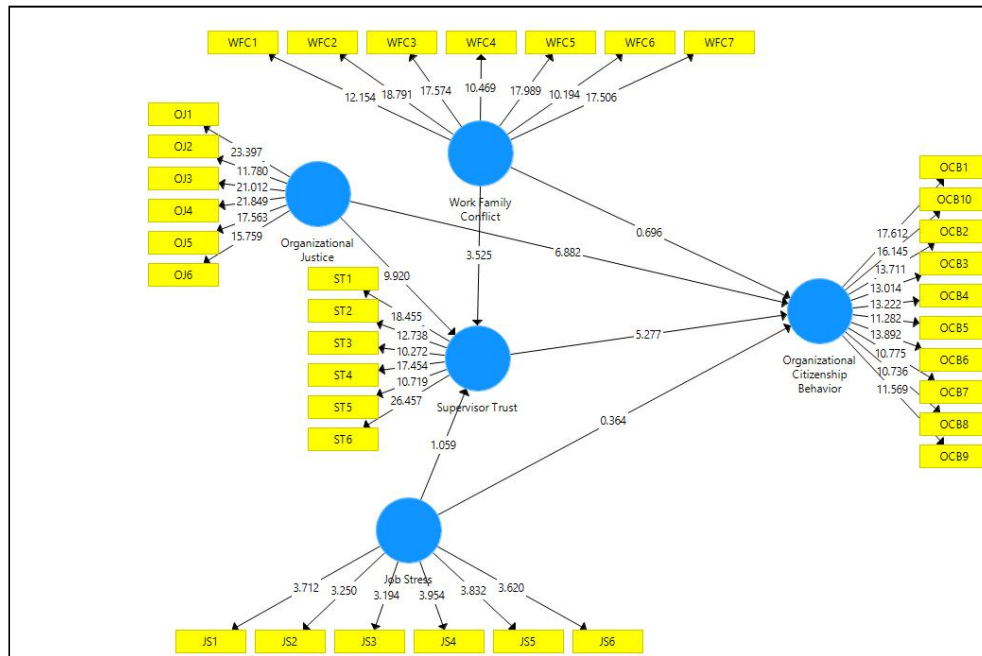 WFC1 WFC2 WFC3 WFC4 WFC5 WFC6 WFC7
12.154 18.791 17.574 10.469 17.989 10.194 17.506
OJ1
OJ2
OJ3
OJ4
OJ5
OJ6
23.397
11.780
21.012
21.849
17.563
15.759
Organizational
Justice
Work Family
Conflict
9.920
3.525
6.882
0.696
ST1
ST2
ST3
ST4
ST5
ST6
18.455
12.738
10.272
17.454
10.719
26.457
Supervisor Trust
5.277
1.059
0.364
OCB1
OCB10
OCB2
OCB3
OCB4
OCB5
OCB6
OCB7
OCB8
OCB9
17.612
16.145
13.711
13.014
13.222
11.282
13.892
10.775
10.736
11.569
Organizational
Citizenship
Behavior
Job Stress
3.712 3.250 3.194 3.954 3.832 3.620
JS1 JS2 JS3 JS4 JS5 JS6